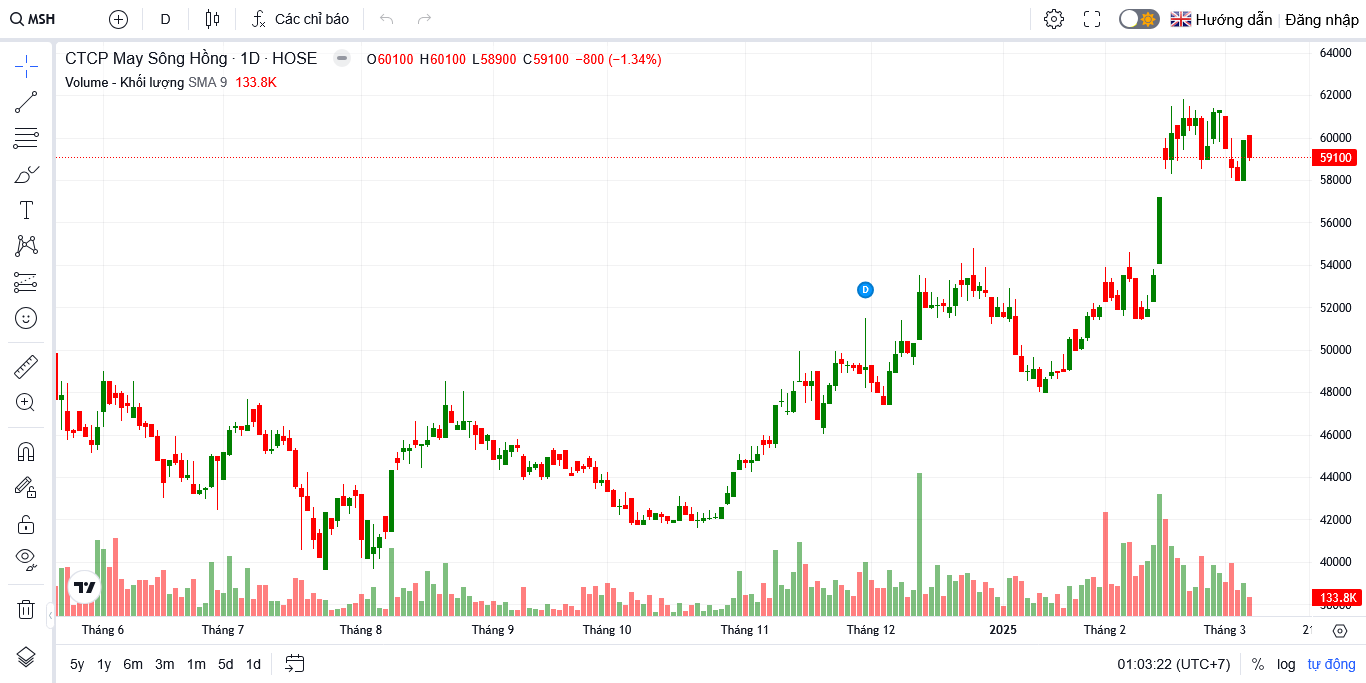 MSH D Các chỉ báo Hướng dẫn Đăng nhập
CTCP May Sông Hồng · 1D · HOSE O60100 H60100 L58900 C59100 −800 (−1.34%)
Volume - Khối lượng SMA 9 133.8K
64000
62000
60000
59100
58000
56000
54000
D
52000
50000
48000
46000
44000
42000
40000
133.8K
Tháng 6 Tháng 7 Tháng 8 Tháng 9 Tháng 10 Tháng 11 Tháng 12 2025 Tháng 2 Tháng 3
5y 1y 6m 3m 1m 5d 1d 01:03:22 (UTC+7) % log tự động